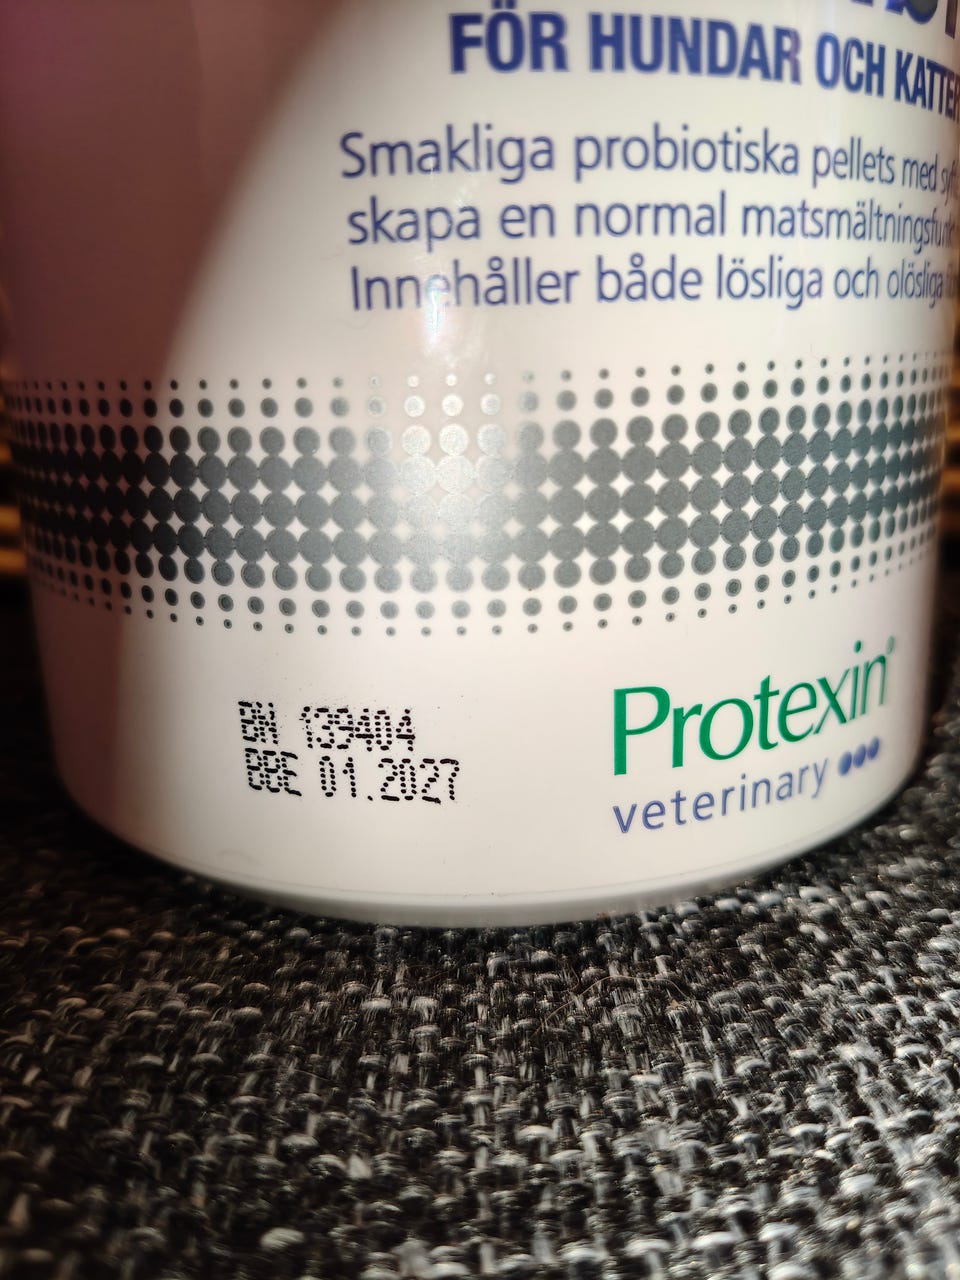 FÖR HUNDAR OCH KATTER
Smakliga probiotiska pellets med
skapa en normal
Innehåller både lösliga och olösliga
BN 139404
BBE 01.2027
Protexin®
veterinary